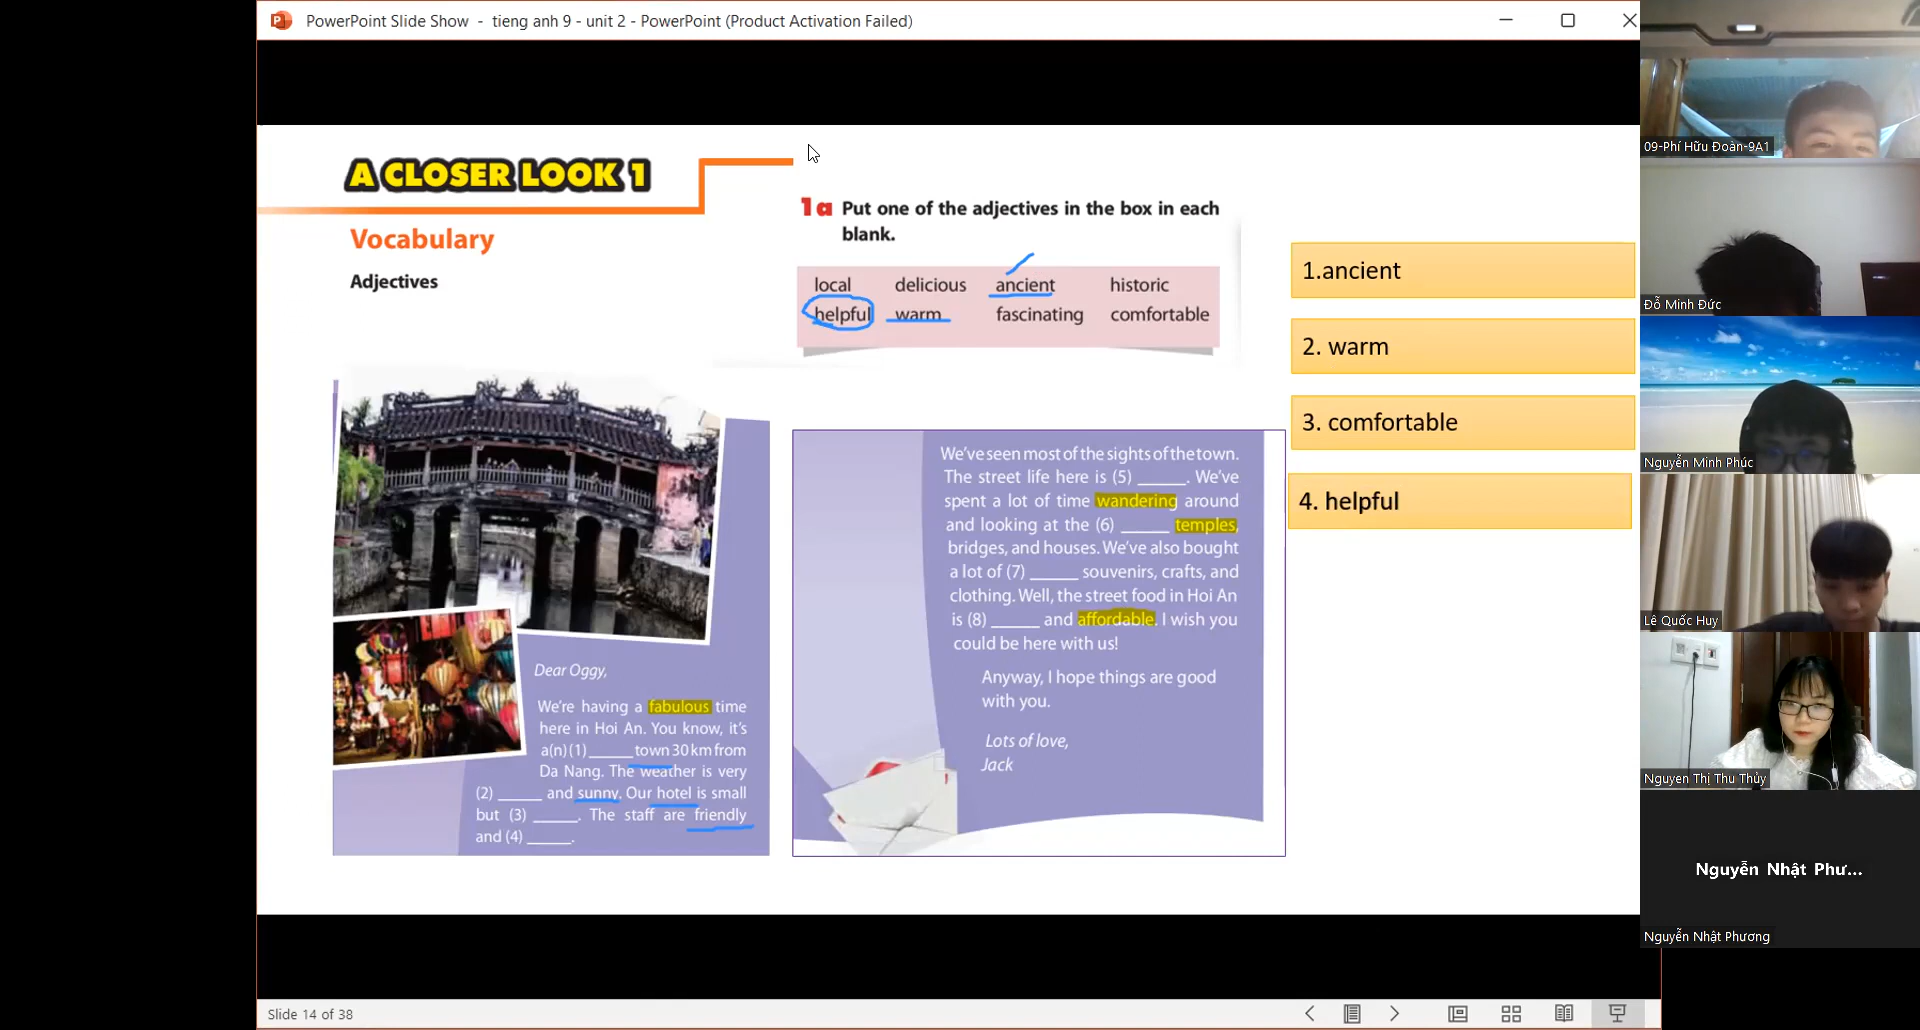 PowerPoint Slide Show - tieng anh 9 - unit 2 - PowerPoint (Product Activation Failed)
A CLOSER LOOK 1
Vocabulary
Adjectives
1a Put one of the adjectives in the box in each
blank.
local delicious ancient historic
helpful warm fascinating comfortable
Dear Oggy,
We're having a fabulous time
here in Hoi An. You know, it's
a(n) (1) ______ town 30 km from
Da Nang. The weather is very
(2) ______ and sunny. Our hotel is small
but (3) ______. The staff are friendly
and (4) ______.
We've seen most of the sights of the town.
The street life here is (5) ______. We've
spent a lot of time wandering around
and looking at the (6) ______ temples,
bridges, and houses. We've also bought
a lot of (7) ______ souvenirs, crafts, and
clothing. Well, the street food in Hoi An
is (8) ______ and affordable. I wish you
could be here with us!
Anyway, I hope things are good
with you.
Lots of love,
Jack
1.ancient
2. warm
3. comfortable
4. helpful
09-Phí Hữu Đoàn-9A1
Đỗ Minh Đức
Nguyễn Minh Phúc
Lê Quốc Huy
Nguyen Thị Thu Thủy
Nguyễn Nhật Phư...
Nguyễn Nhật Phương
Slide 14 of 38